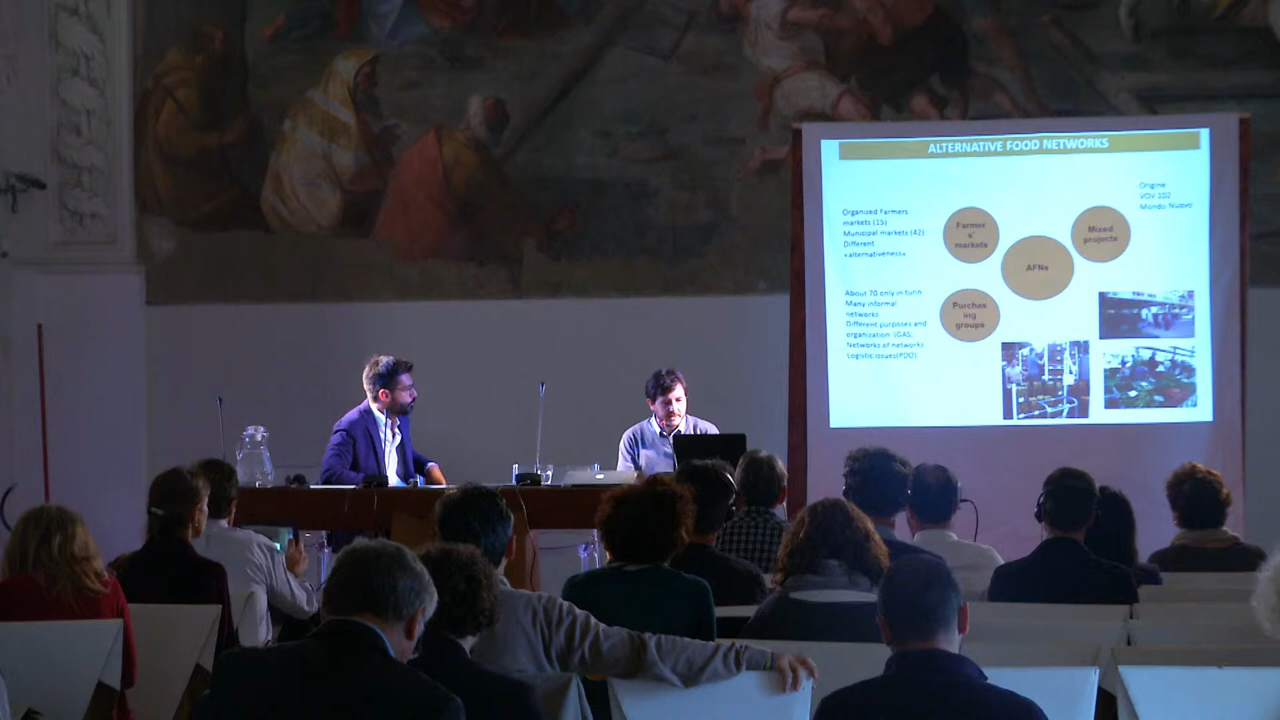 ALTERNATIVE FOOD NETWORKS
Origine
VOV 102
Mondo Nuovo
Organized Farmers
markets (15)
Municipal markets (42)
Different
«alternativeness»
Farmer
s'
markets
Mixed
projects
AFNs
About 70 only in turin
Many informal
networks
Different purposes and
organization (GAS,
Networks of networks
Logistic issues(PDO)
Purchas
ing
groups